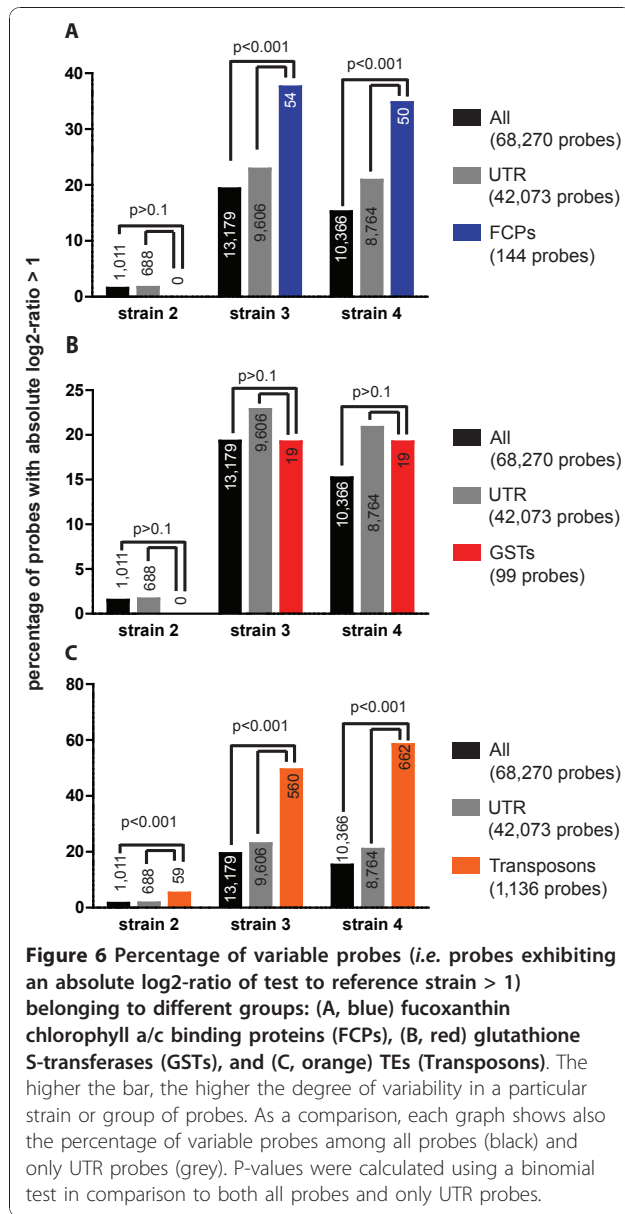 A
percentage of probes with absolute log2-ratio > 1
40
30
20
10
0
p>0.1
1,011
688
0
strain 2
p<0.001
13,179
9,606
54
strain 3
p<0.001
10,366
8,764
50
strain 4
All
(68,270 probes)
UTR
(42,073 probes)
FCPs
(144 probes)
B
25
20
15
10
5
0
p>0.1
1,011
688
0
strain 2
p>0.1
13,179
9,606
19
strain 3
p>0.1
10,366
8,764
19
strain 4
All
(68,270 probes)
UTR
(42,073 probes)
GSTs
(99 probes)
C
80
60
40
20
0
p<0.001
1,011
688
59
strain 2
p<0.001
13,179
9,606
560
strain 3
p<0.001
10,366
8,764
662
strain 4
All
(68,270 probes)
UTR
(42,073 probes)
Transposons
(1,136 probes)
Figure 6 Percentage of variable probes (i.e. probes exhibiting
an absolute log2-ratio of test to reference strain > 1)
belonging to different groups: (A, blue) fucoxanthin
chlorophyll a/c binding proteins (FCPs), (B, red) glutathione
S-transferases (GSTs), and (C, orange) TEs (Transposons). The
higher the bar, the higher the degree of variability in a particular
strain or group of probes. As a comparison, each graph shows also
the percentage of variable probes among all probes (black) and
only UTR probes (grey). P-values were calculated using a binomial
test in comparison to both all probes and only UTR probes.